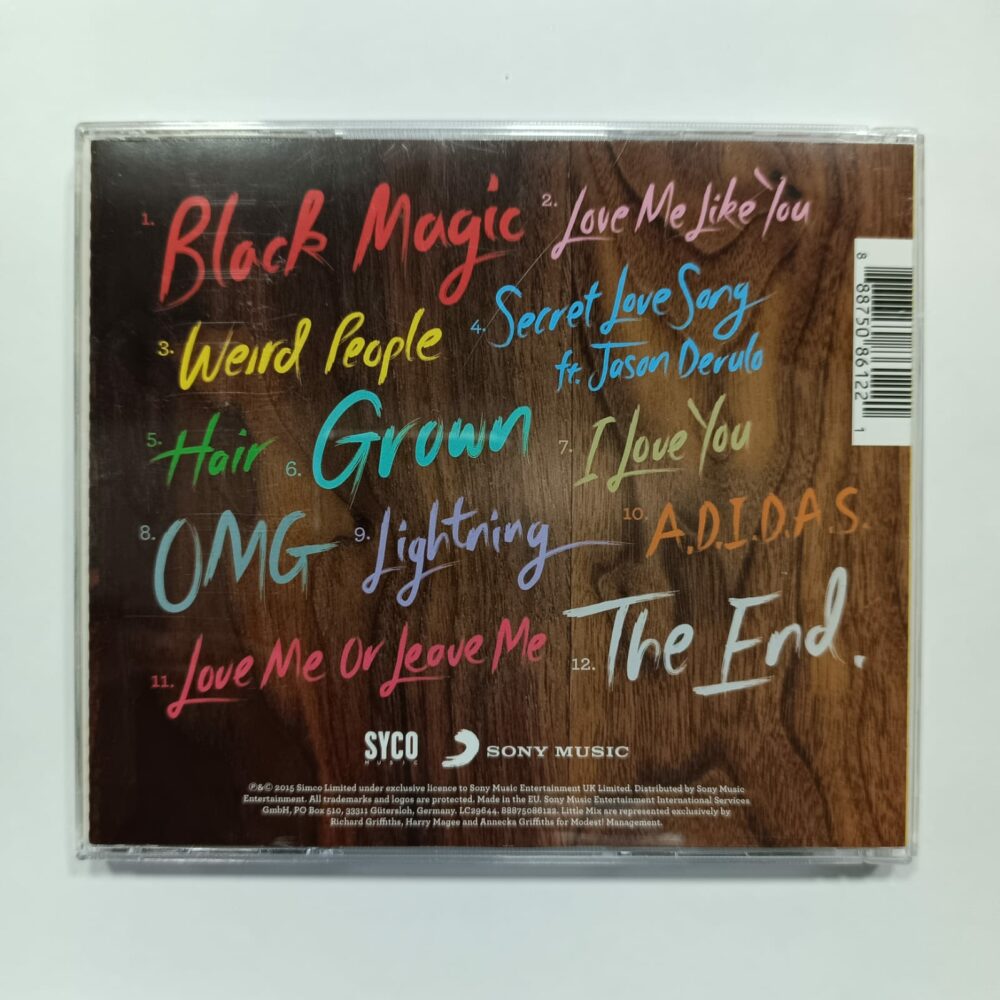 1. Black Magic
2. Love Me Like You
3. Weird People
4. Secret Love Song
ft. Jason Derulo
5. Hair
6. Grown
7. I Love You
8. OMG
9. Lightning
10. A.D.I.D.A.S.
11. Love Me Or Leave Me
12. The End.
8 88750 86122 1
SYCO
MUSIC
SONY MUSIC
℗&© 2015 Simco Limited under exclusive licence to Sony Music Entertainment UK Limited. Distributed by Sony Music
Entertainment. All trademarks and logos are protected. Made in the EU. Sony Music Entertainment International Services
GmbH, PO Box 510, 33311 Gütersloh, Germany. LC29644. 88875086122. Little Mix are represented exclusively by
Richard Griffiths, Harry Magee and Annecka Griffiths for Modest! Management.